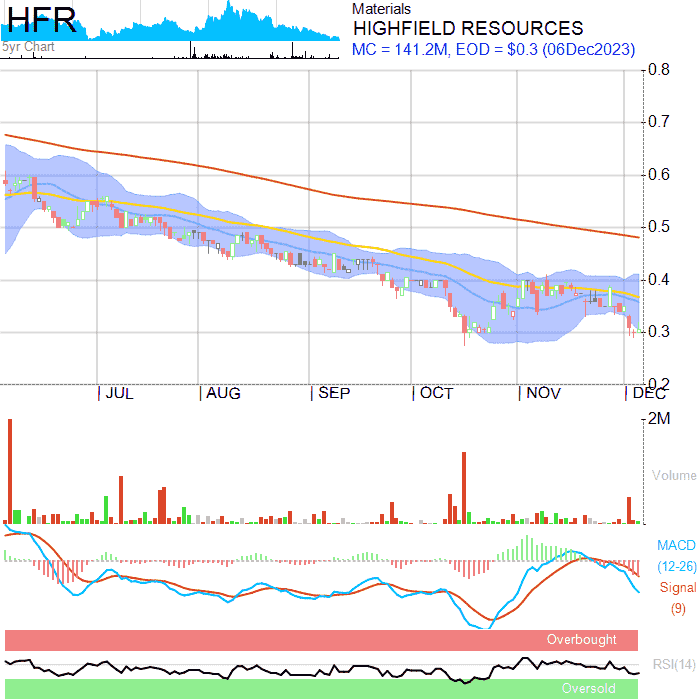 HFR
5yr Chart
Materials
HIGHFIELD RESOURCES
MC = 141.2M, EOD = $0.3 (06Dec2023)
0.8
0.7
0.6
0.5
0.4
0.3
0.2
JUL AUG SEP OCT NOV DEC
2M
Volume
MACD
(12-26)
Signal
(9)
Overbought
RSI(14)
Oversold